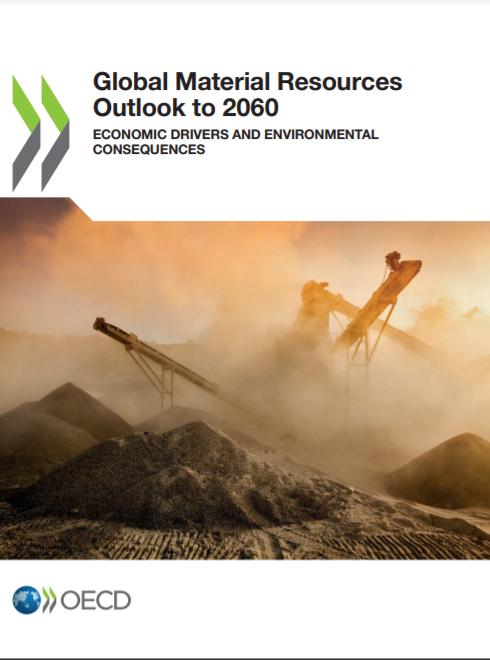 Global Material Resources
Outlook to 2060
ECONOMIC DRIVERS AND ENVIRONMENTAL
CONSEQUENCES
OECD